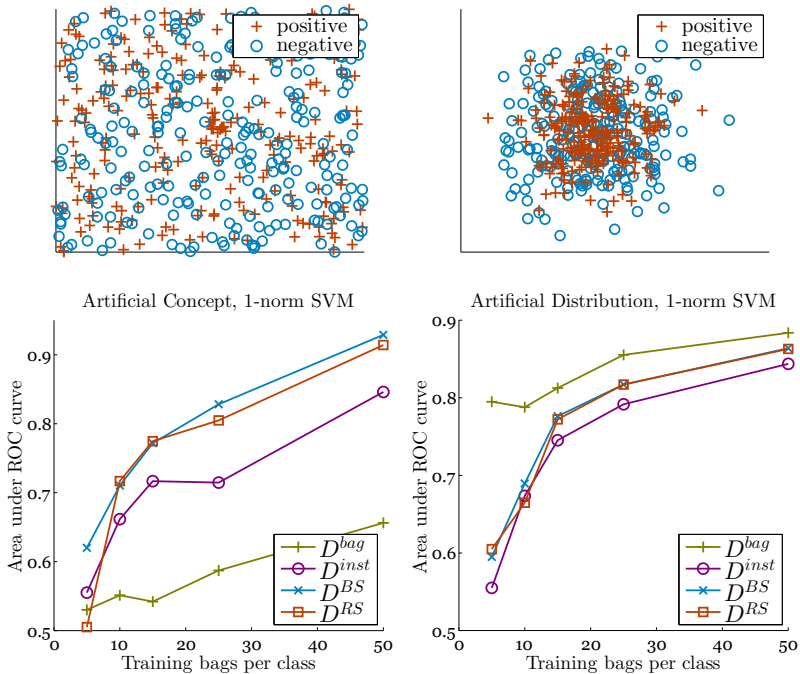 positive
negative
positive
negative
Artificial Concept, 1-norm SVM
Area under ROC curve
0.9
0.8
0.7
0.6
0.5
0
10
20
30
40
50
Training bags per class
D^{bag}
D^{inst}
D^{BS}
D^{RS}
Artificial Distribution, 1-norm SVM
Area under ROC curve
0.9
0.8
0.7
0.6
0.5
0
10
20
30
40
50
Training bags per class
D^{bag}
D^{inst}
D^{BS}
D^{RS}